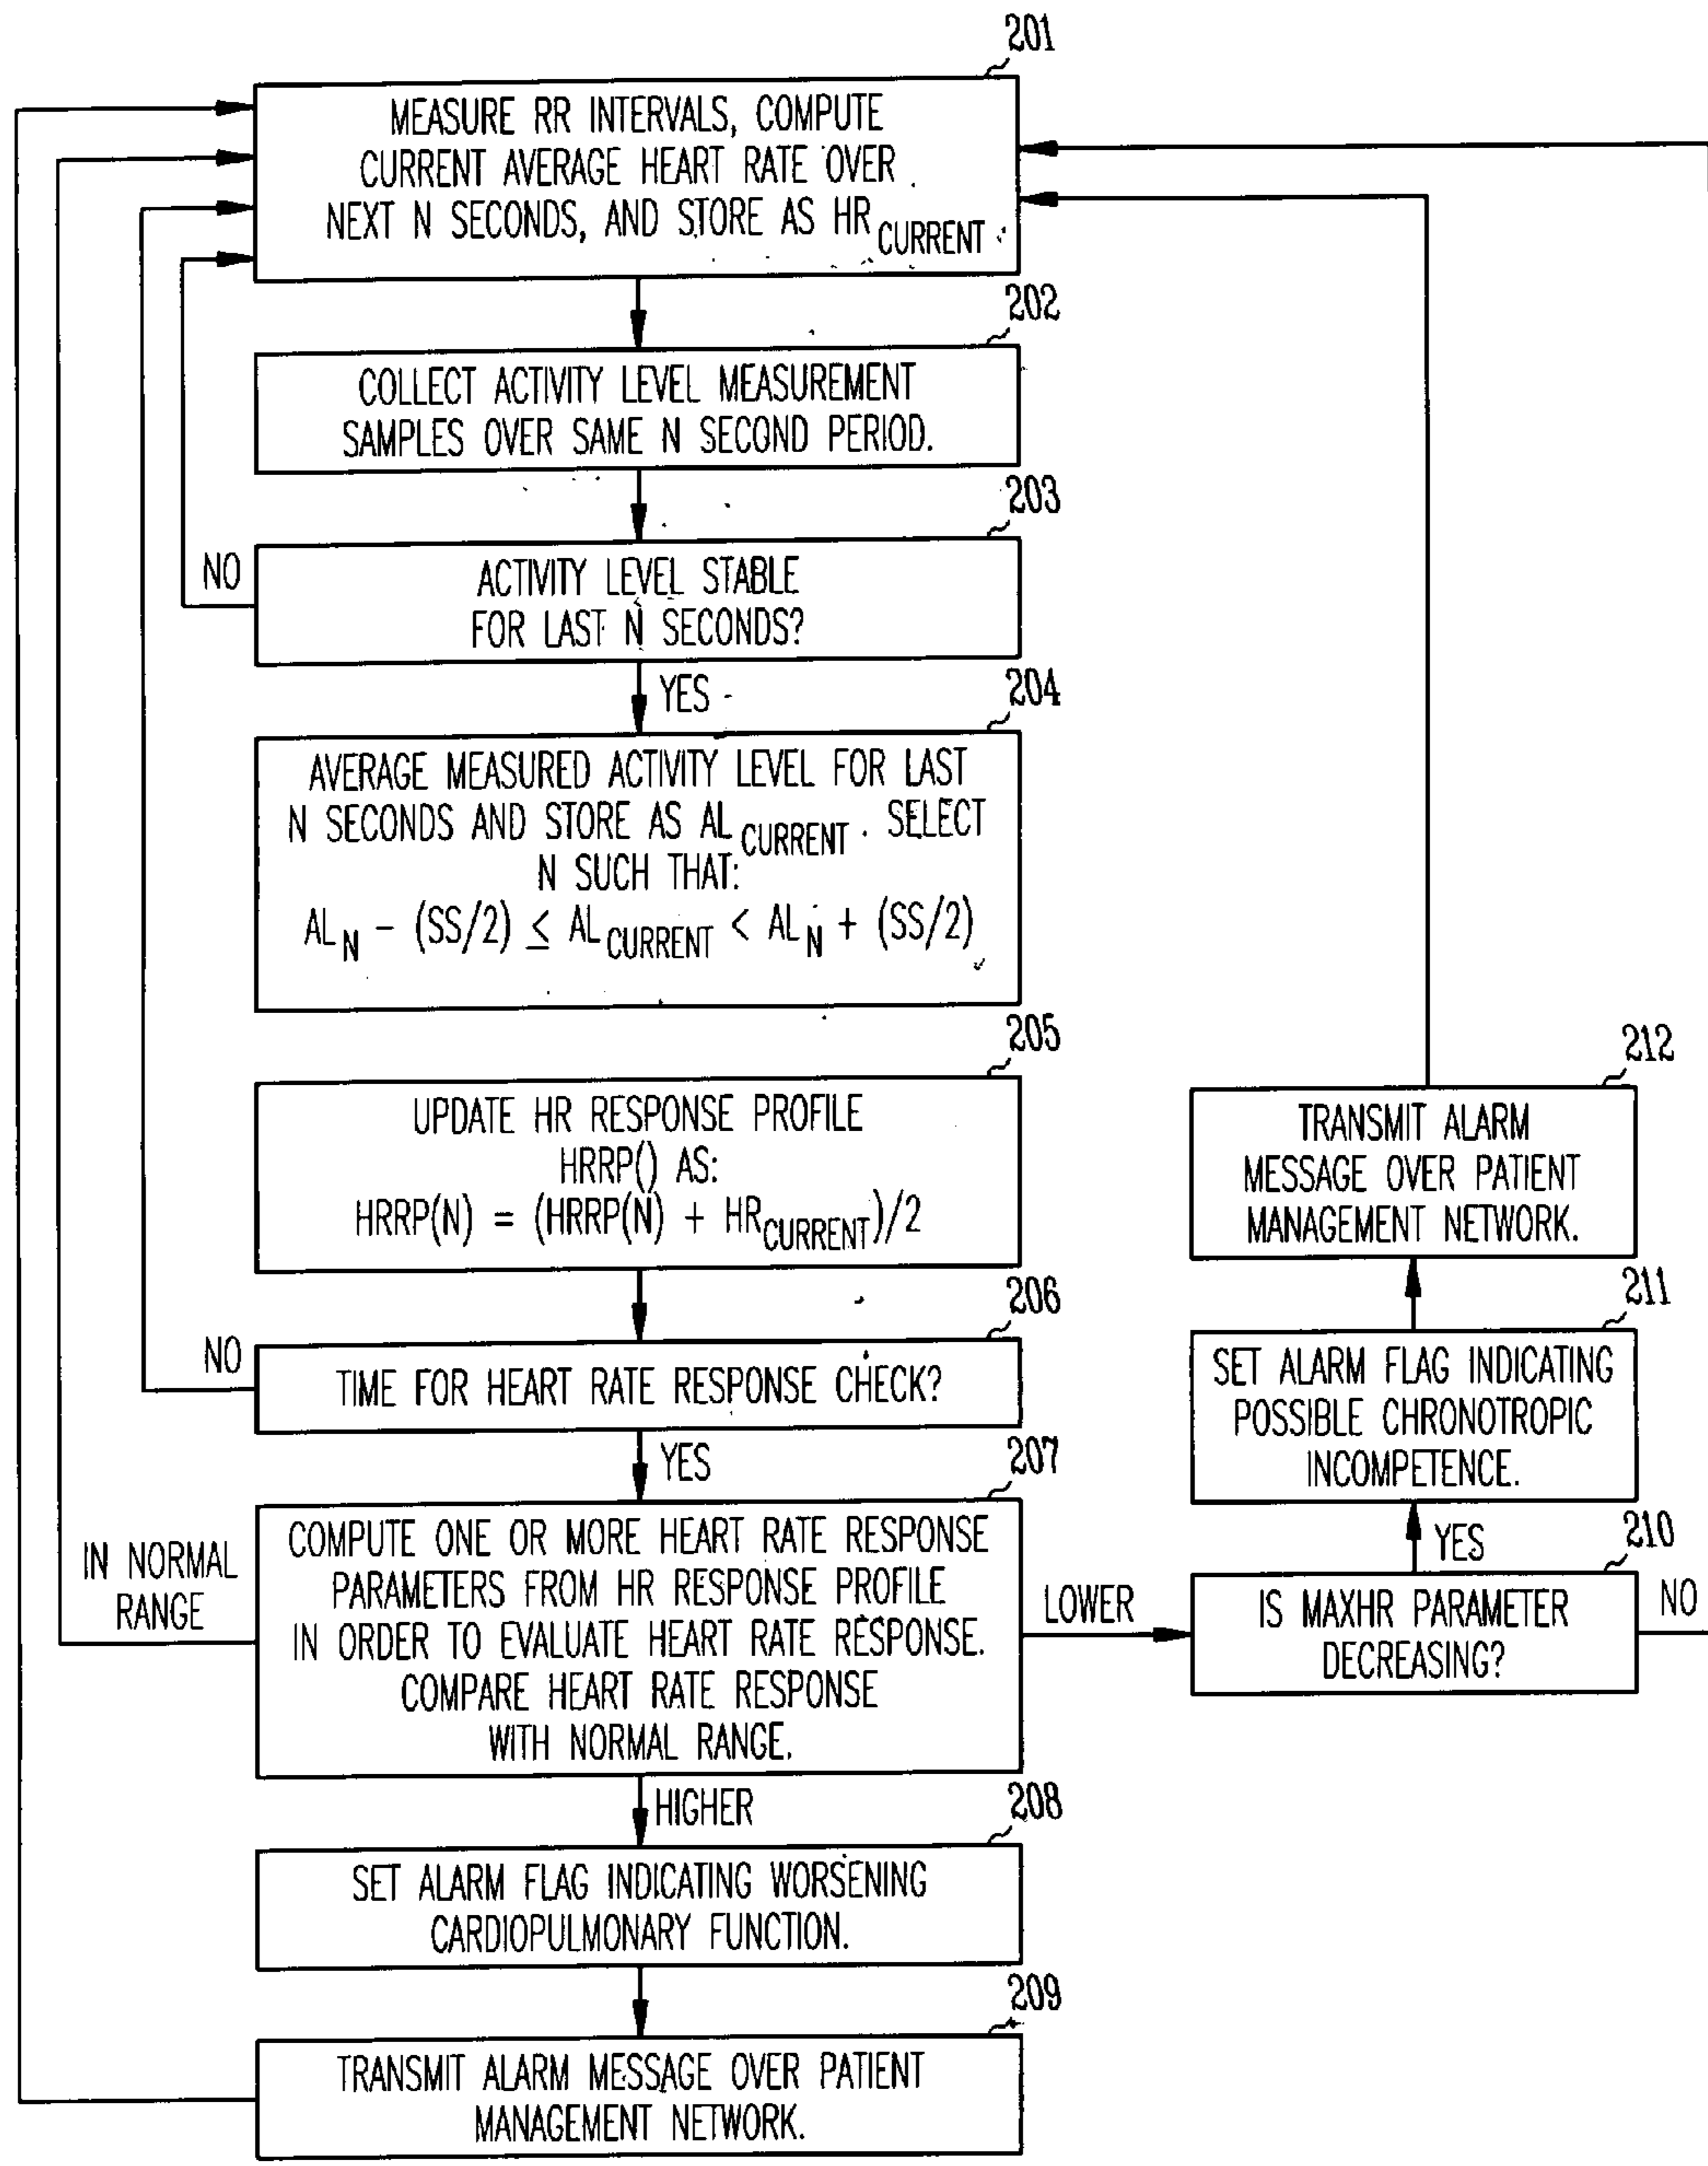 201
MEASURE RR INTERVALS, COMPUTE
CURRENT AVERAGE HEART RATE OVER
NEXT N SECONDS, AND STORE AS HR CURRENT.
202
COLLECT ACTIVITY LEVEL MEASUREMENT
SAMPLES OVER SAME N SECOND PERIOD.
203
NO
ACTIVITY LEVEL STABLE
FOR LAST N SECONDS?
YES
204
AVERAGE MEASURED ACTIVITY LEVEL FOR LAST
N SECONDS AND STORE AS AL CURRENT. SELECT
N SUCH THAT:
AL N - (SS/2) ≤ AL CURRENT < AL N + (SS/2)
205
UPDATE HR RESPONSE PROFILE
HRRP() AS:
HRRP(N) = (HRRP(N) + HR CURRENT)/2
206
NO
TIME FOR HEART RATE RESPONSE CHECK?
YES
207
IN NORMAL
RANGE
COMPUTE ONE OR MORE HEART RATE RESPONSE
PARAMETERS FROM HR RESPONSE PROFILE
IN ORDER TO EVALUATE HEART RATE RESPONSE.
COMPARE HEART RATE RESPONSE
WITH NORMAL RANGE.
LOWER
HIGHER
208
SET ALARM FLAG INDICATING WORSENING
CARDIOPULMONARY FUNCTION.
209
TRANSMIT ALARM MESSAGE OVER PATIENT
MANAGEMENT NETWORK.
212
TRANSMIT ALARM
MESSAGE OVER PATIENT
MANAGEMENT NETWORK.
211
SET ALARM FLAG INDICATING
POSSIBLE CHRONOTROPIC
INCOMPETENCE.
YES
210
IS MAXHR PARAMETER
DECREASING?
NO